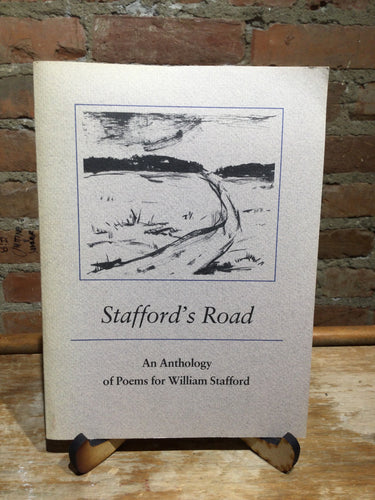 Stafford's Road
An Anthology
of Poems for William Stafford